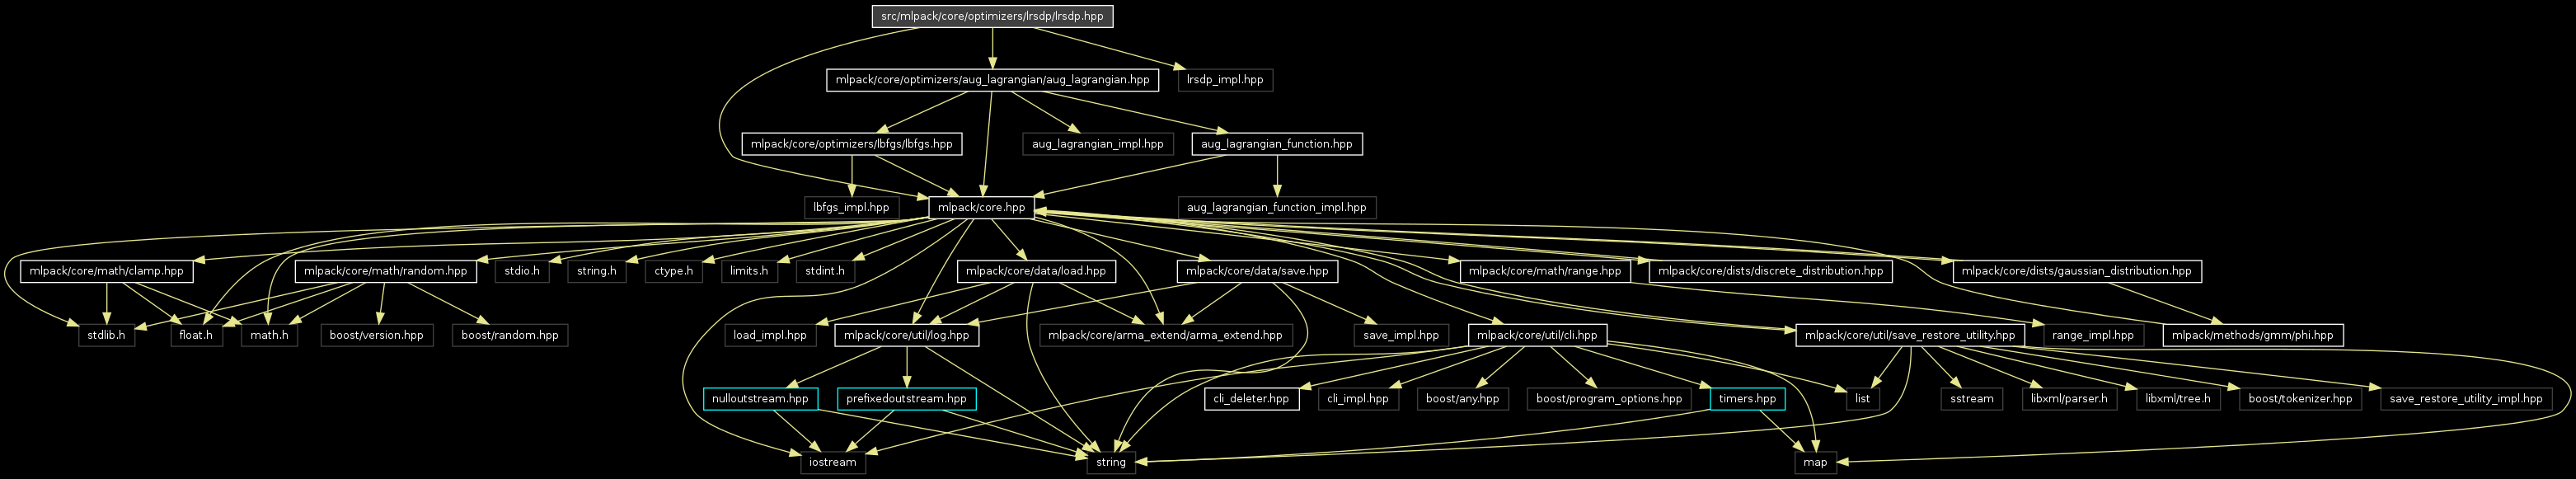 src/mlpack/core/optimizers/lrsdp/lrsdp.hpp
mlpack/core/optimizers/aug_lagrangian/aug_lagrangian.hpp
lrsdp_impl.hpp
mlpack/core/optimizers/lbfgs/lbfgs.hpp
aug_lagrangian_impl.hpp
aug_lagrangian_function.hpp
lbfgs_impl.hpp
mlpack/core.hpp
aug_lagrangian_function_impl.hpp
mlpack/core/math/clamp.hpp
mlpack/core/math/random.hpp
stdio.h
string.h
ctype.h
limits.h
stdint.h
mlpack/core/data/load.hpp
mlpack/core/data/save.hpp
mlpack/core/math/range.hpp
mlpack/core/dists/discrete_distribution.hpp
mlpack/core/dists/gaussian_distribution.hpp
stdlib.h
float.h
math.h
boost/version.hpp
boost/random.hpp
load_impl.hpp
mlpack/core/util/log.hpp
mlpack/core/arma_extend/arma_extend.hpp
save_impl.hpp
mlpack/core/util/cli.hpp
mlpack/core/util/save_restore_utility.hpp
range_impl.hpp
mlpack/methods/gmm/phi.hpp
nulloutstream.hpp
prefixedoutstream.hpp
cli_deleter.hpp
cli_impl.hpp
boost/any.hpp
boost/program_options.hpp
timers.hpp
list
sstream
libxml/parser.h
libxml/tree.h
boost/tokenizer.hpp
save_restore_utility_impl.hpp
iostream
string
map